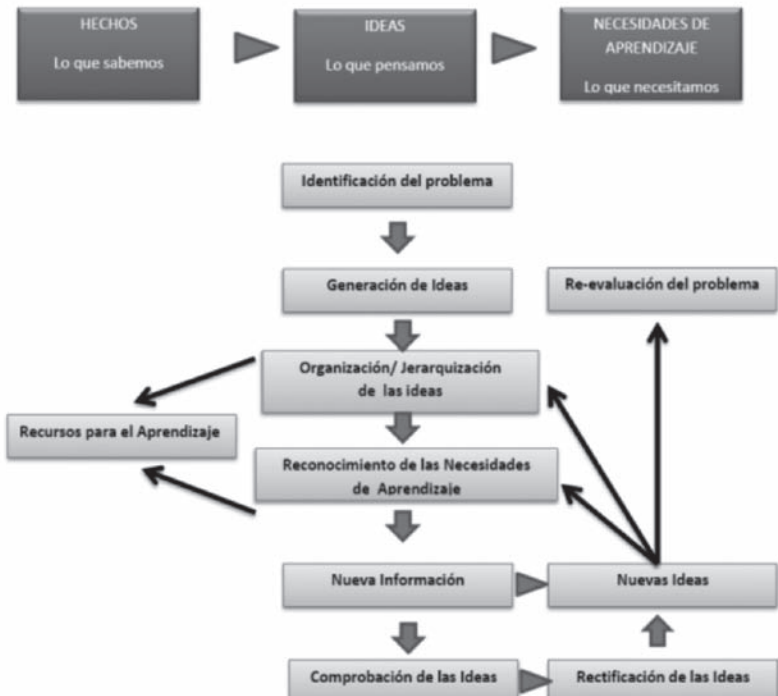 HECHOS
Lo que sabemos
IDEAS
Lo que pensamos
NECESIDADES DE
APRENDIZAJE
Lo que necesitamos
Identificación del problema
Generación de Ideas
Re-evaluación del problema
Organización/ Jerarquización
de las ideas
Recursos para el Aprendizaje
Reconocimiento de las Necesidades
de Aprendizaje
Nueva Información
Nuevas Ideas
Comprobación de las Ideas
Rectificación de las Ideas